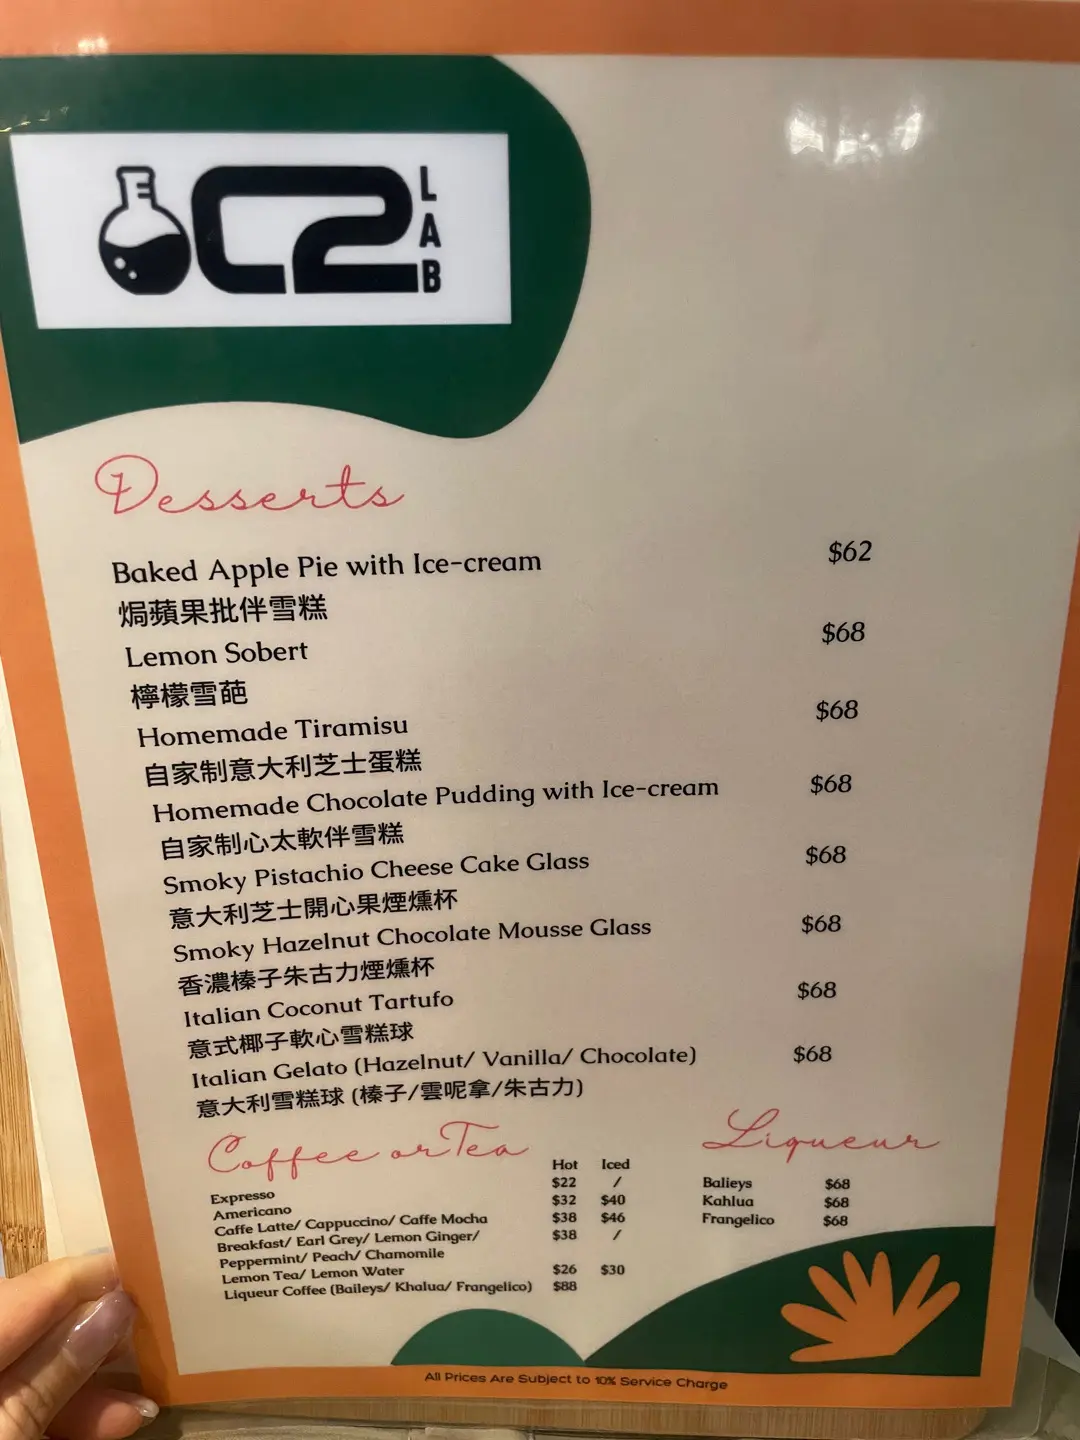 C2
LAB
Desserts
Baked Apple Pie with Ice-cream $62
焗蘋果批伴雪糕
Lemon Sobert $68
檸檬雪葩
Homemade Tiramisu $68
自家制意大利芝士蛋糕
Homemade Chocolate Pudding with Ice-cream $68
自家制心太軟伴雪糕
Smoky Pistachio Cheese Cake Glass $68
意大利芝士開心果煙燻杯
Smoky Hazelnut Chocolate Mousse Glass $68
香濃榛子朱古力煙燻杯
Italian Coconut Tartufo $68
意式椰子軟心雪糕球
Italian Gelato (Hazelnut/ Vanilla/ Chocolate) $68
意大利雪糕球 (榛子/雲呢拿/朱古力)
Coffee or Tea
Hot Iced
Expresso $22 /
Americano $32 $40
Caffe Latte/ Cappuccino/ Caffe Mocha $38 $46
Breakfast/ Earl Grey/ Lemon Ginger/ $38 /
Peppermint/ Peach/ Chamomile
Lemon Tea/ Lemon Water $26 $30
Liqueur Coffee (Baileys/ Khalua/ Frangelico) $88
Liqueur
Balieys $68
Kahlua $68
Frangelico $68
All Prices Are Subject to 10% Service Charge